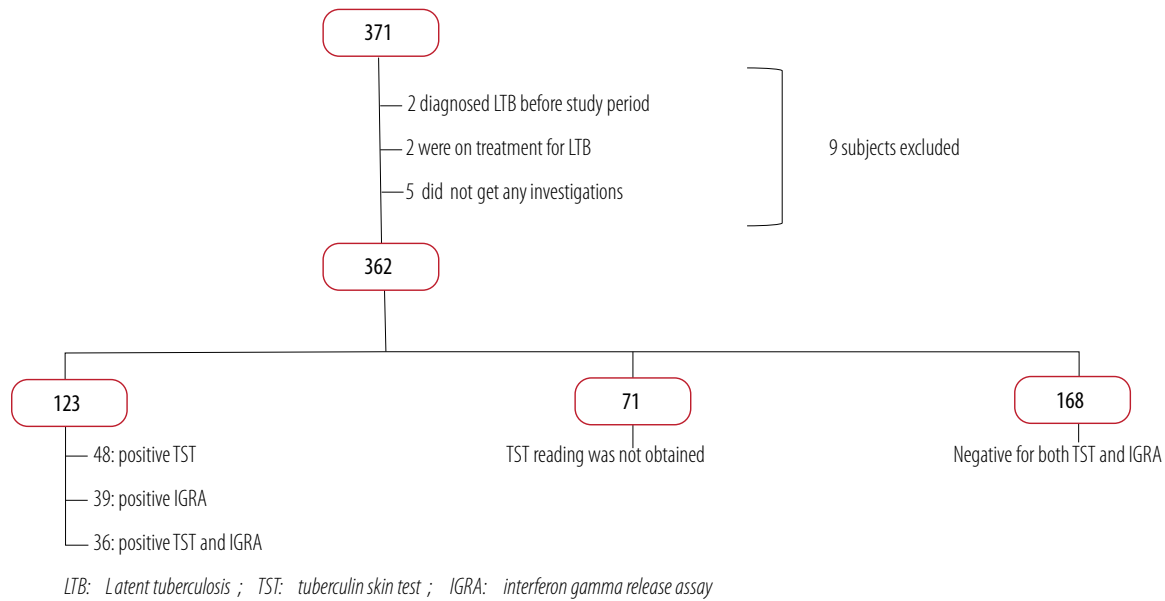 371
2 diagnosed LTB before study period
2 were on treatment for LTB
9 subjects excluded
5 did not get any investigations
362
123
71
168
48: positive TST
TST reading was not obtained
Negative for both TST and IGRA
39: positive IGRA
36: positive TST and IGRA
LTB: Latent tuberculosis ; TST: tuberculin skin test ; IGRA: interferon gamma release assay